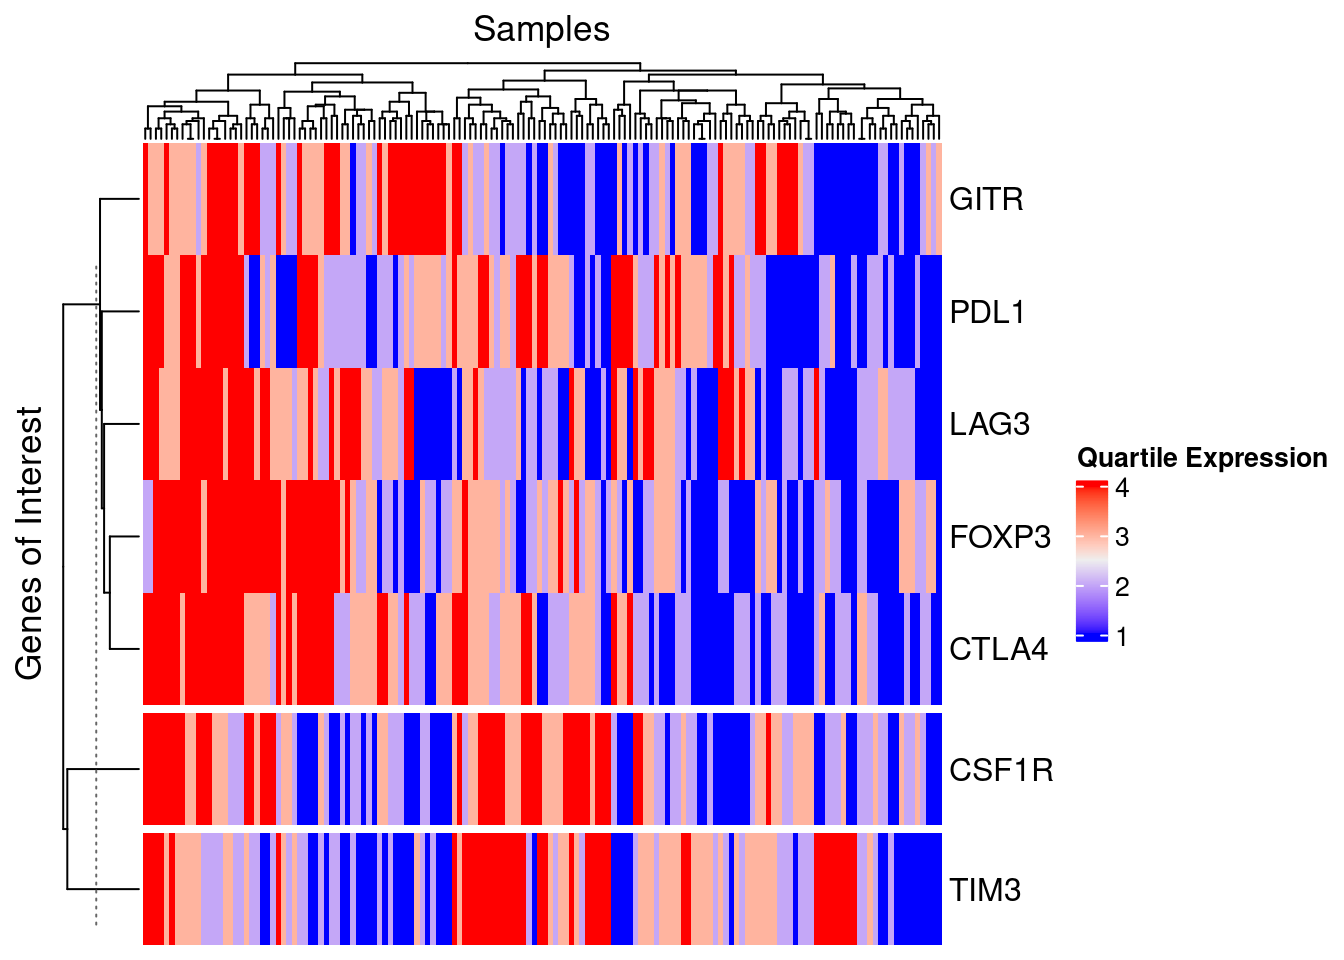 Samples
GITR
PDL1
LAG3
FOXP3
CTLA4
CSF1R
TIM3
Genes of Interest
Quartile Expression
4
3
2
1